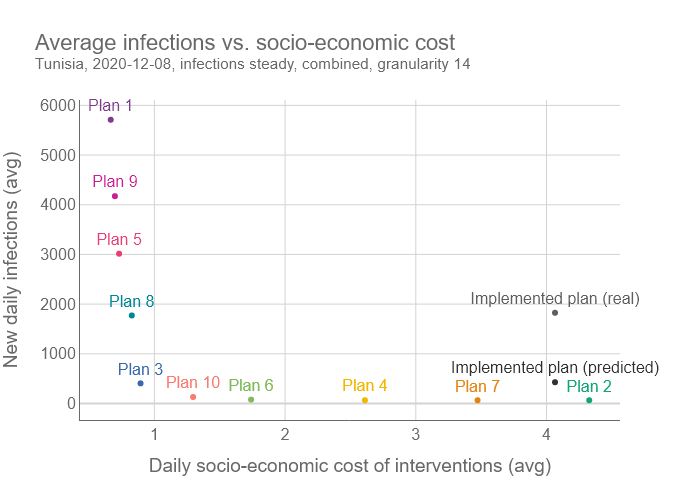 Average infections vs. socio-economic cost
Tunisia, 2020-12-08, infections steady, combined, granularity 14
6000
Plan 1
5000
Plan 9
4000
Plan 5
3000
Plan 8
2000
Implemented plan (real)
1000
Plan 3
Implemented plan (predicted)
Plan 10
Plan 6
Plan 4
Plan 7
Plan 2
0
1
2
3
4
New daily infections (avg)
Daily socio-economic cost of interventions (avg)